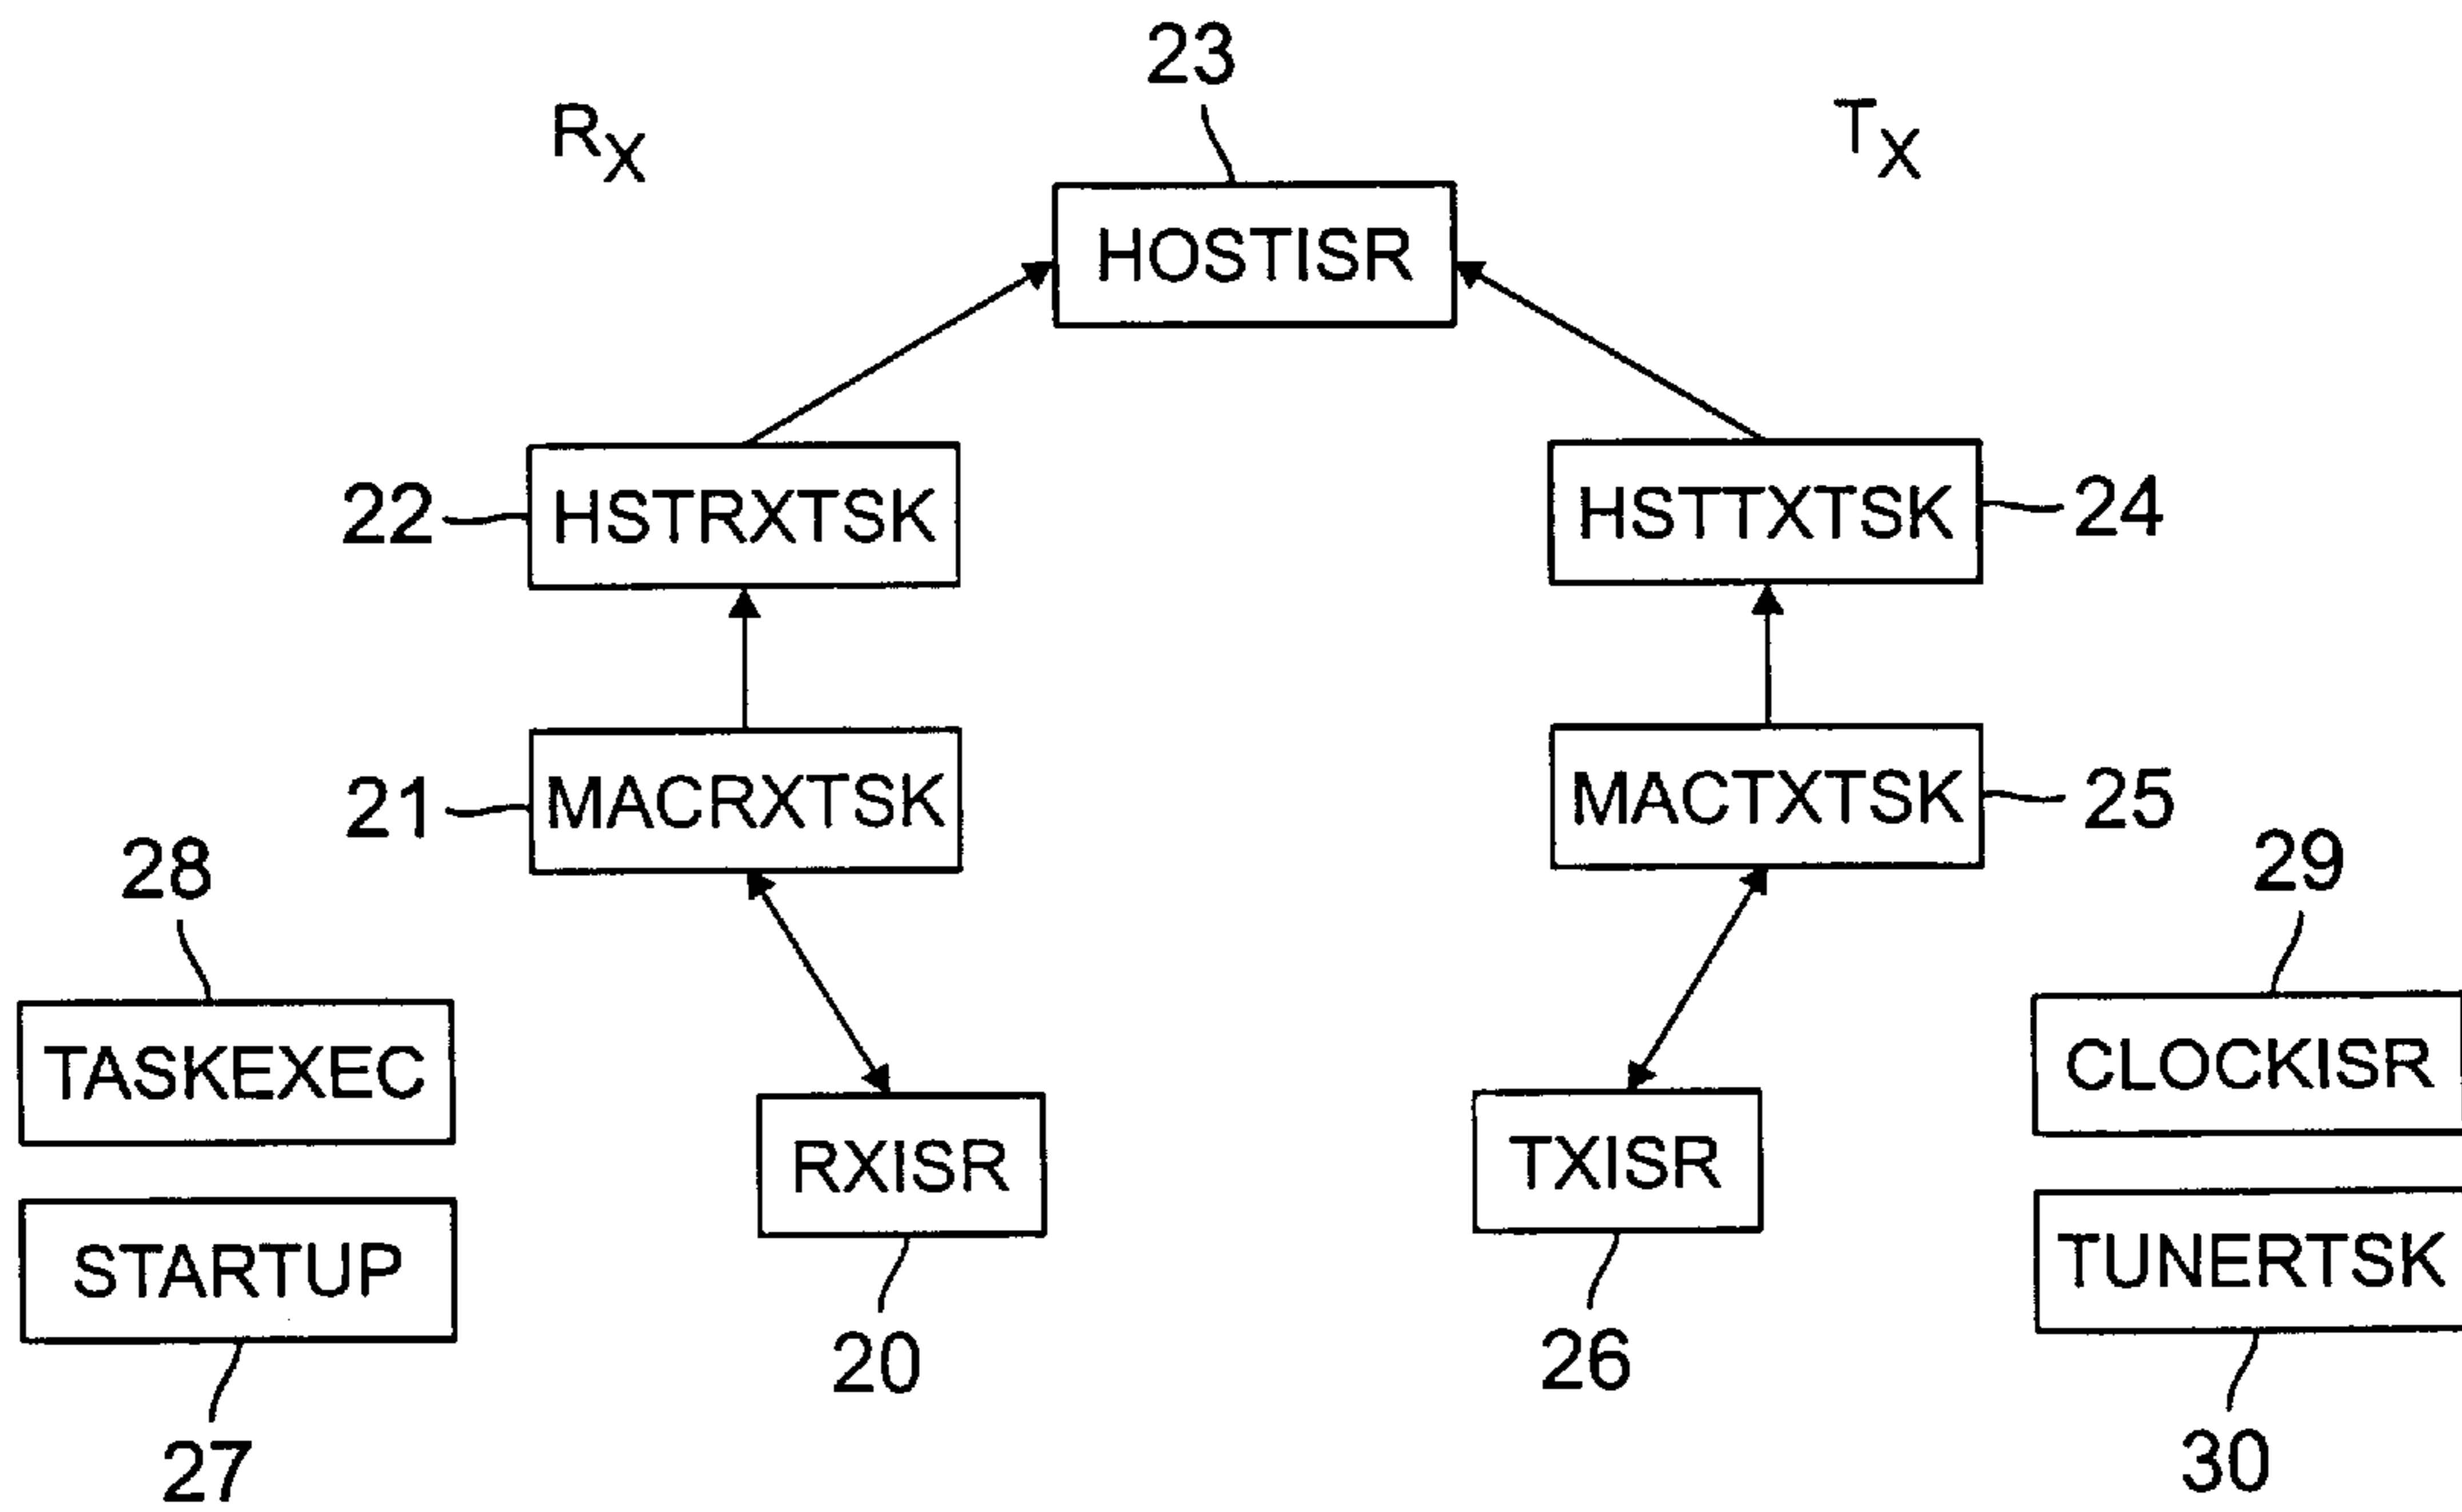 23
RX
TX
HOSTISR
22
HSTRXTSK
HSTTXTSK
24
21
MACRXTSK
MACTXTSK
25
28
29
TASKEXEC
CLOCKISR
RXISR
TXISR
STARTUP
TUNERTSK
20
26
27
30